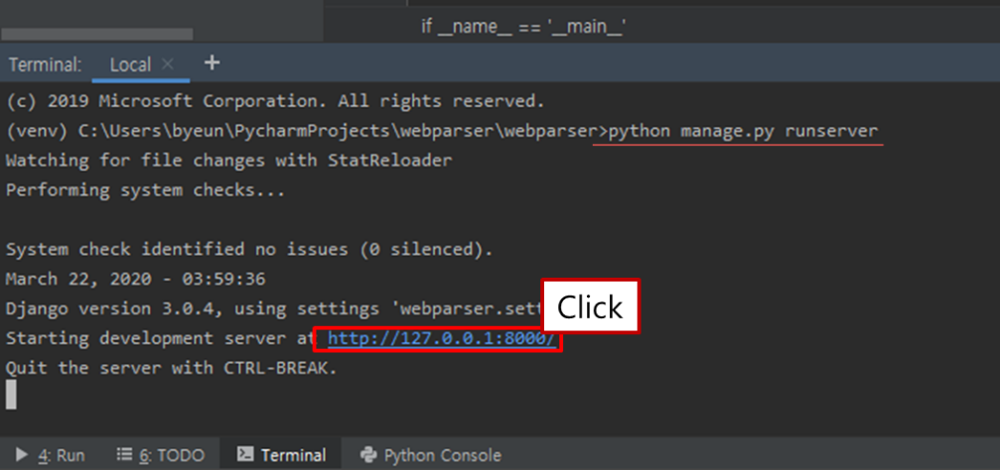 if __name__ == '__main__'
Terminal: Local × +
(c) 2019 Microsoft Corporation. All rights reserved.
(venv) C:\Users\byeun\PycharmProjects\webparser\webparser>python manage.py runserver
Watching for file changes with StatReloader
Performing system checks...
System check identified no issues (0 silenced).
March 22, 2020 - 03:59:36
Django version 3.0.4, using settings 'webparser.sett
Click
Starting development server at http://127.0.0.1:8000/
Quit the server with CTRL-BREAK.
4: Run 6: TODO Terminal Python Console